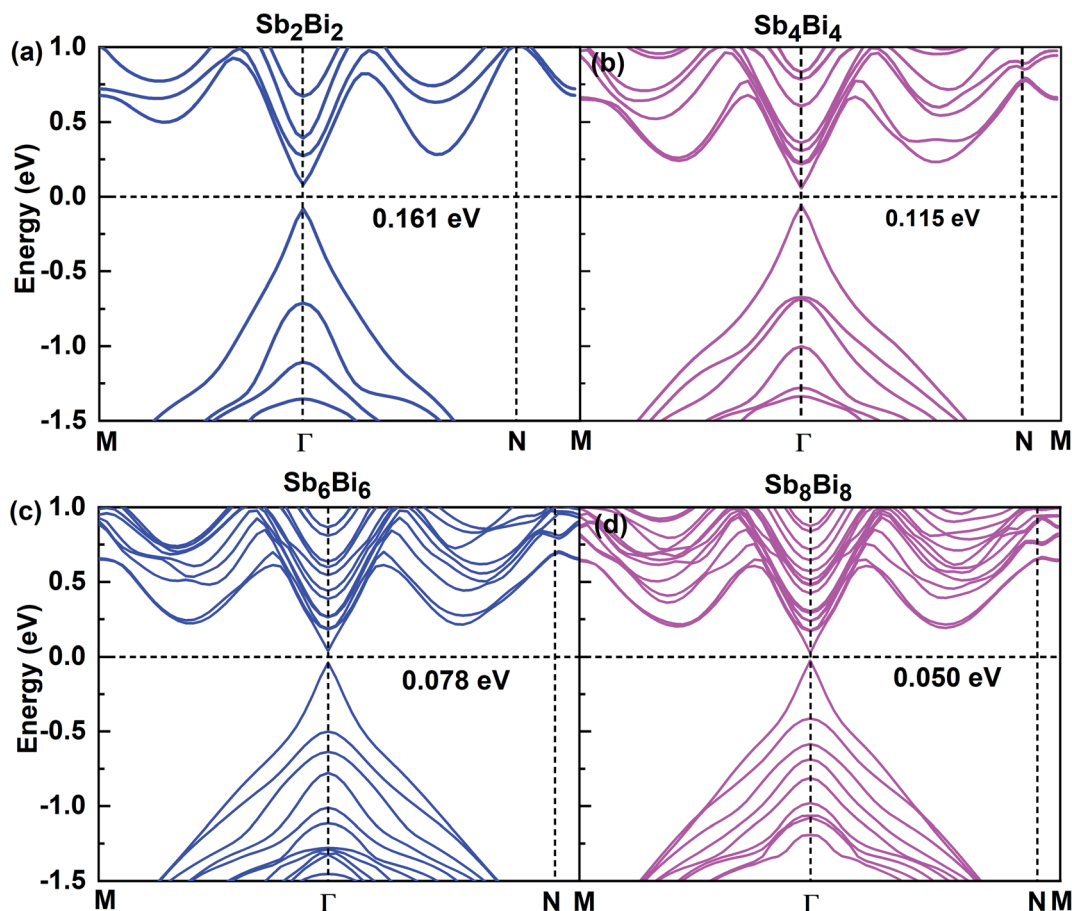 Sb₂Bi₂
Sb₄Bi₄
(a)
(b)
1.0
0.5
0.0
-0.5
-1.0
-1.5
Energy (eV)
0.161 eV
0.115 eV
M Γ N M
Γ N M
Sb₆Bi₆
Sb₈Bi₈
(c)
(d)
1.0
0.5
0.0
-0.5
-1.0
-1.5
Energy (eV)
0.078 eV
0.050 eV
M Γ N M
Γ N M